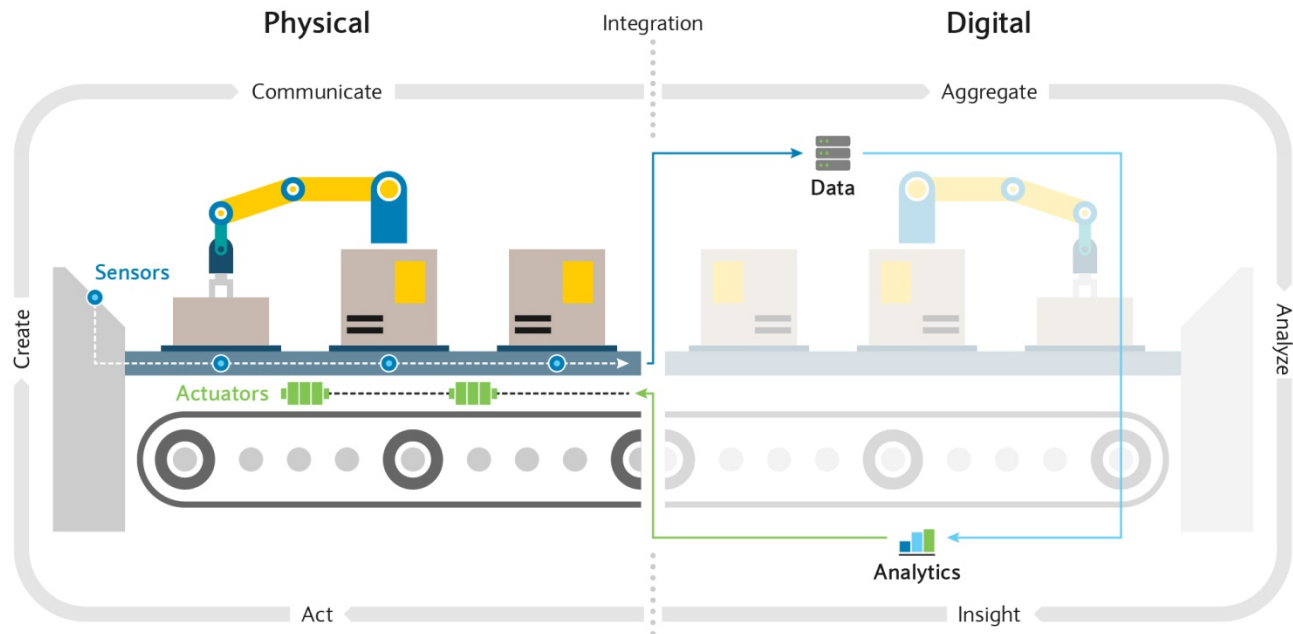 Physical
Integration
Digital
Communicate
Aggregate
Data
Sensors
Create
Analyze
Actuators
Analytics
Act
Insight